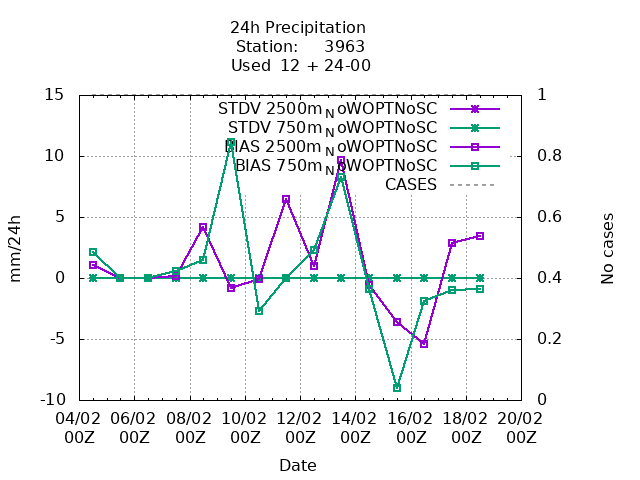 24h Precipitation
Station: 3963
Used 12 + 24-00
15
10
5
0
-5
-10
1
0.8
0.6
0.4
0.2
0
mm/24h
No cases
STDV 2500m_NoWOPTNoSC
STDV 750m_NoWOPTNoSC
BIAS 2500m_NoWOPTNoSC
BIAS 750m_NoWOPTNoSC
CASES
04/02 06/02 08/02 10/02 12/02 14/02 16/02 18/02 20/02
00Z 00Z 00Z 00Z 00Z 00Z 00Z 00Z 00Z
Date